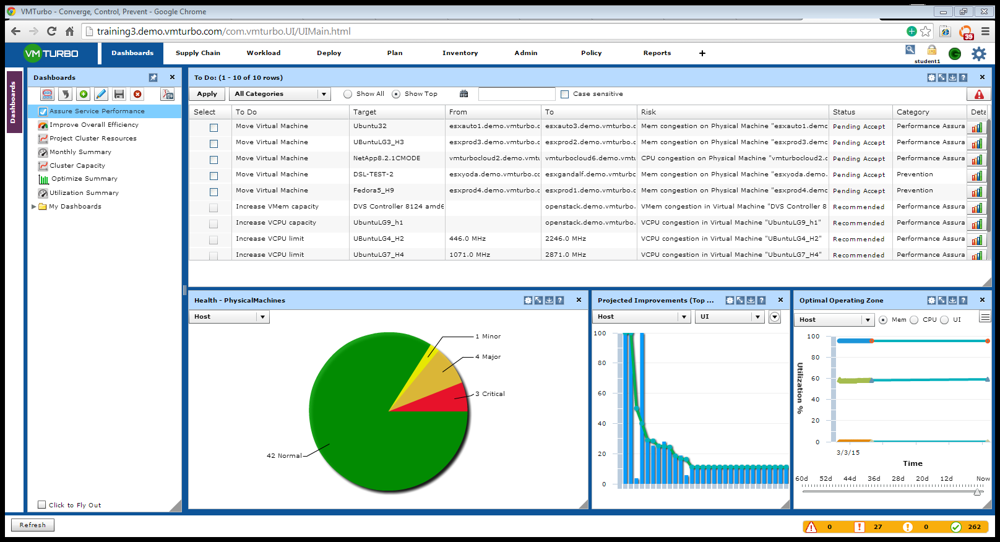 VMTurbo - Converge, Control, Prevent - Google Chrome
training3.demo.vmturbo.com/com.vmturbo.UI/UIMain.html
39
VMTURBO Dashboards Supply Chain Workload Deploy Plan Inventory Admin Policy Reports +
student1
Dashboards
Dashboards
Assure Service Performance
Improve Overall Efficiency
Project Cluster Resources
Monthly Summary
Cluster Capacity
Optimize Summary
Utilization Summary
My Dashboards
Click to Fly Out
To Do: (1 - 10 of 10 rows)
Apply All Categories Show All Show Top Case sensitive
Select To Do Target From To Risk Status Category Deta
Move Virtual Machine Ubuntu32 esxauto1.demo.vmturbo.c esxauto3.demo.vmturbo.c Mem congestion on Physical Machine "esxauto1.demc Pending Accept Performance Assura
Move Virtual Machine UBuntuLG3_H3 esxprod3.demo.vmturbo.c esxprod2.demo.vmturbo.c Mem congestion on Physical Machine "esxprod3.demc Pending Accept Performance Assura
Move Virtual Machine NetApp8.2.1CMODE vmturbocloud2.demo.vmtu vmturbocloud6.demo.vmtu CPU congestion on Physical Machine "vmturbocloud2.c Pending Accept Performance Assura
Move Virtual Machine DSL-TEST-2 esxyoda.demo.vmturbo.cc esxgandalf.demo.vmturbo. Mem congestion on Physical Machine "esxyoda.demo. Pending Accept Prevention
Move Virtual Machine Fedora5_H9 esxprod4.demo.vmturbo.c esxprod1.demo.vmturbo.c Mem congestion on Physical Machine "esxprod4.demc Pending Accept Prevention
Increase VMem capacity DVS Controller 8124 amd6 openstack.demo.vmturbo. VMem congestion in Virtual Machine "DVS Controller 8 Recommended Performance Assura
Increase VCPU capacity UbuntuLG9_h1 openstack.demo.vmturbo. VCPU congestion in Virtual Machine "UbuntuLG9_h1" Recommended Performance Assura
Increase VCPU limit UBuntuLG4_H2 446.0 MHz 2246.0 MHz VCPU congestion in Virtual Machine "UBuntuLG4_H2" Recommended Performance Assura
Increase VCPU limit UbuntuLG7_H4 1071.0 MHz 2871.0 MHz VCPU congestion in Virtual Machine "UbuntuLG7_H4" Recommended Performance Assura
Health - PhysicalMachines
Host
1 Minor
4 Major
3 Critical
42 Normal
Projected Improvements (Top ...
Host UI
100
80
60
40
20
0
Optimal Operating Zone
Host Mem CPU UI
100
80
60
40
20
0
Utilization %
3/3/15
Time
60d 52d 44d 36d 28d 20d 12d Now
Refresh
0 27 0 262